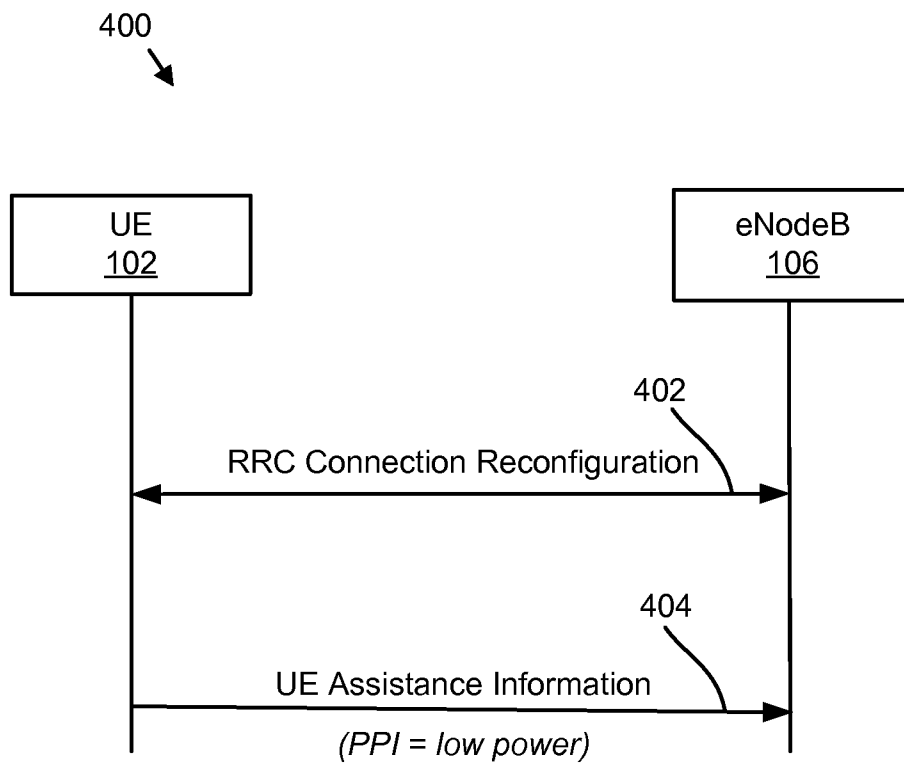 400
UE
102
eNodeB
106
402
RRC Connection Reconfiguration
404
UE Assistance Information
(PPI = low power)